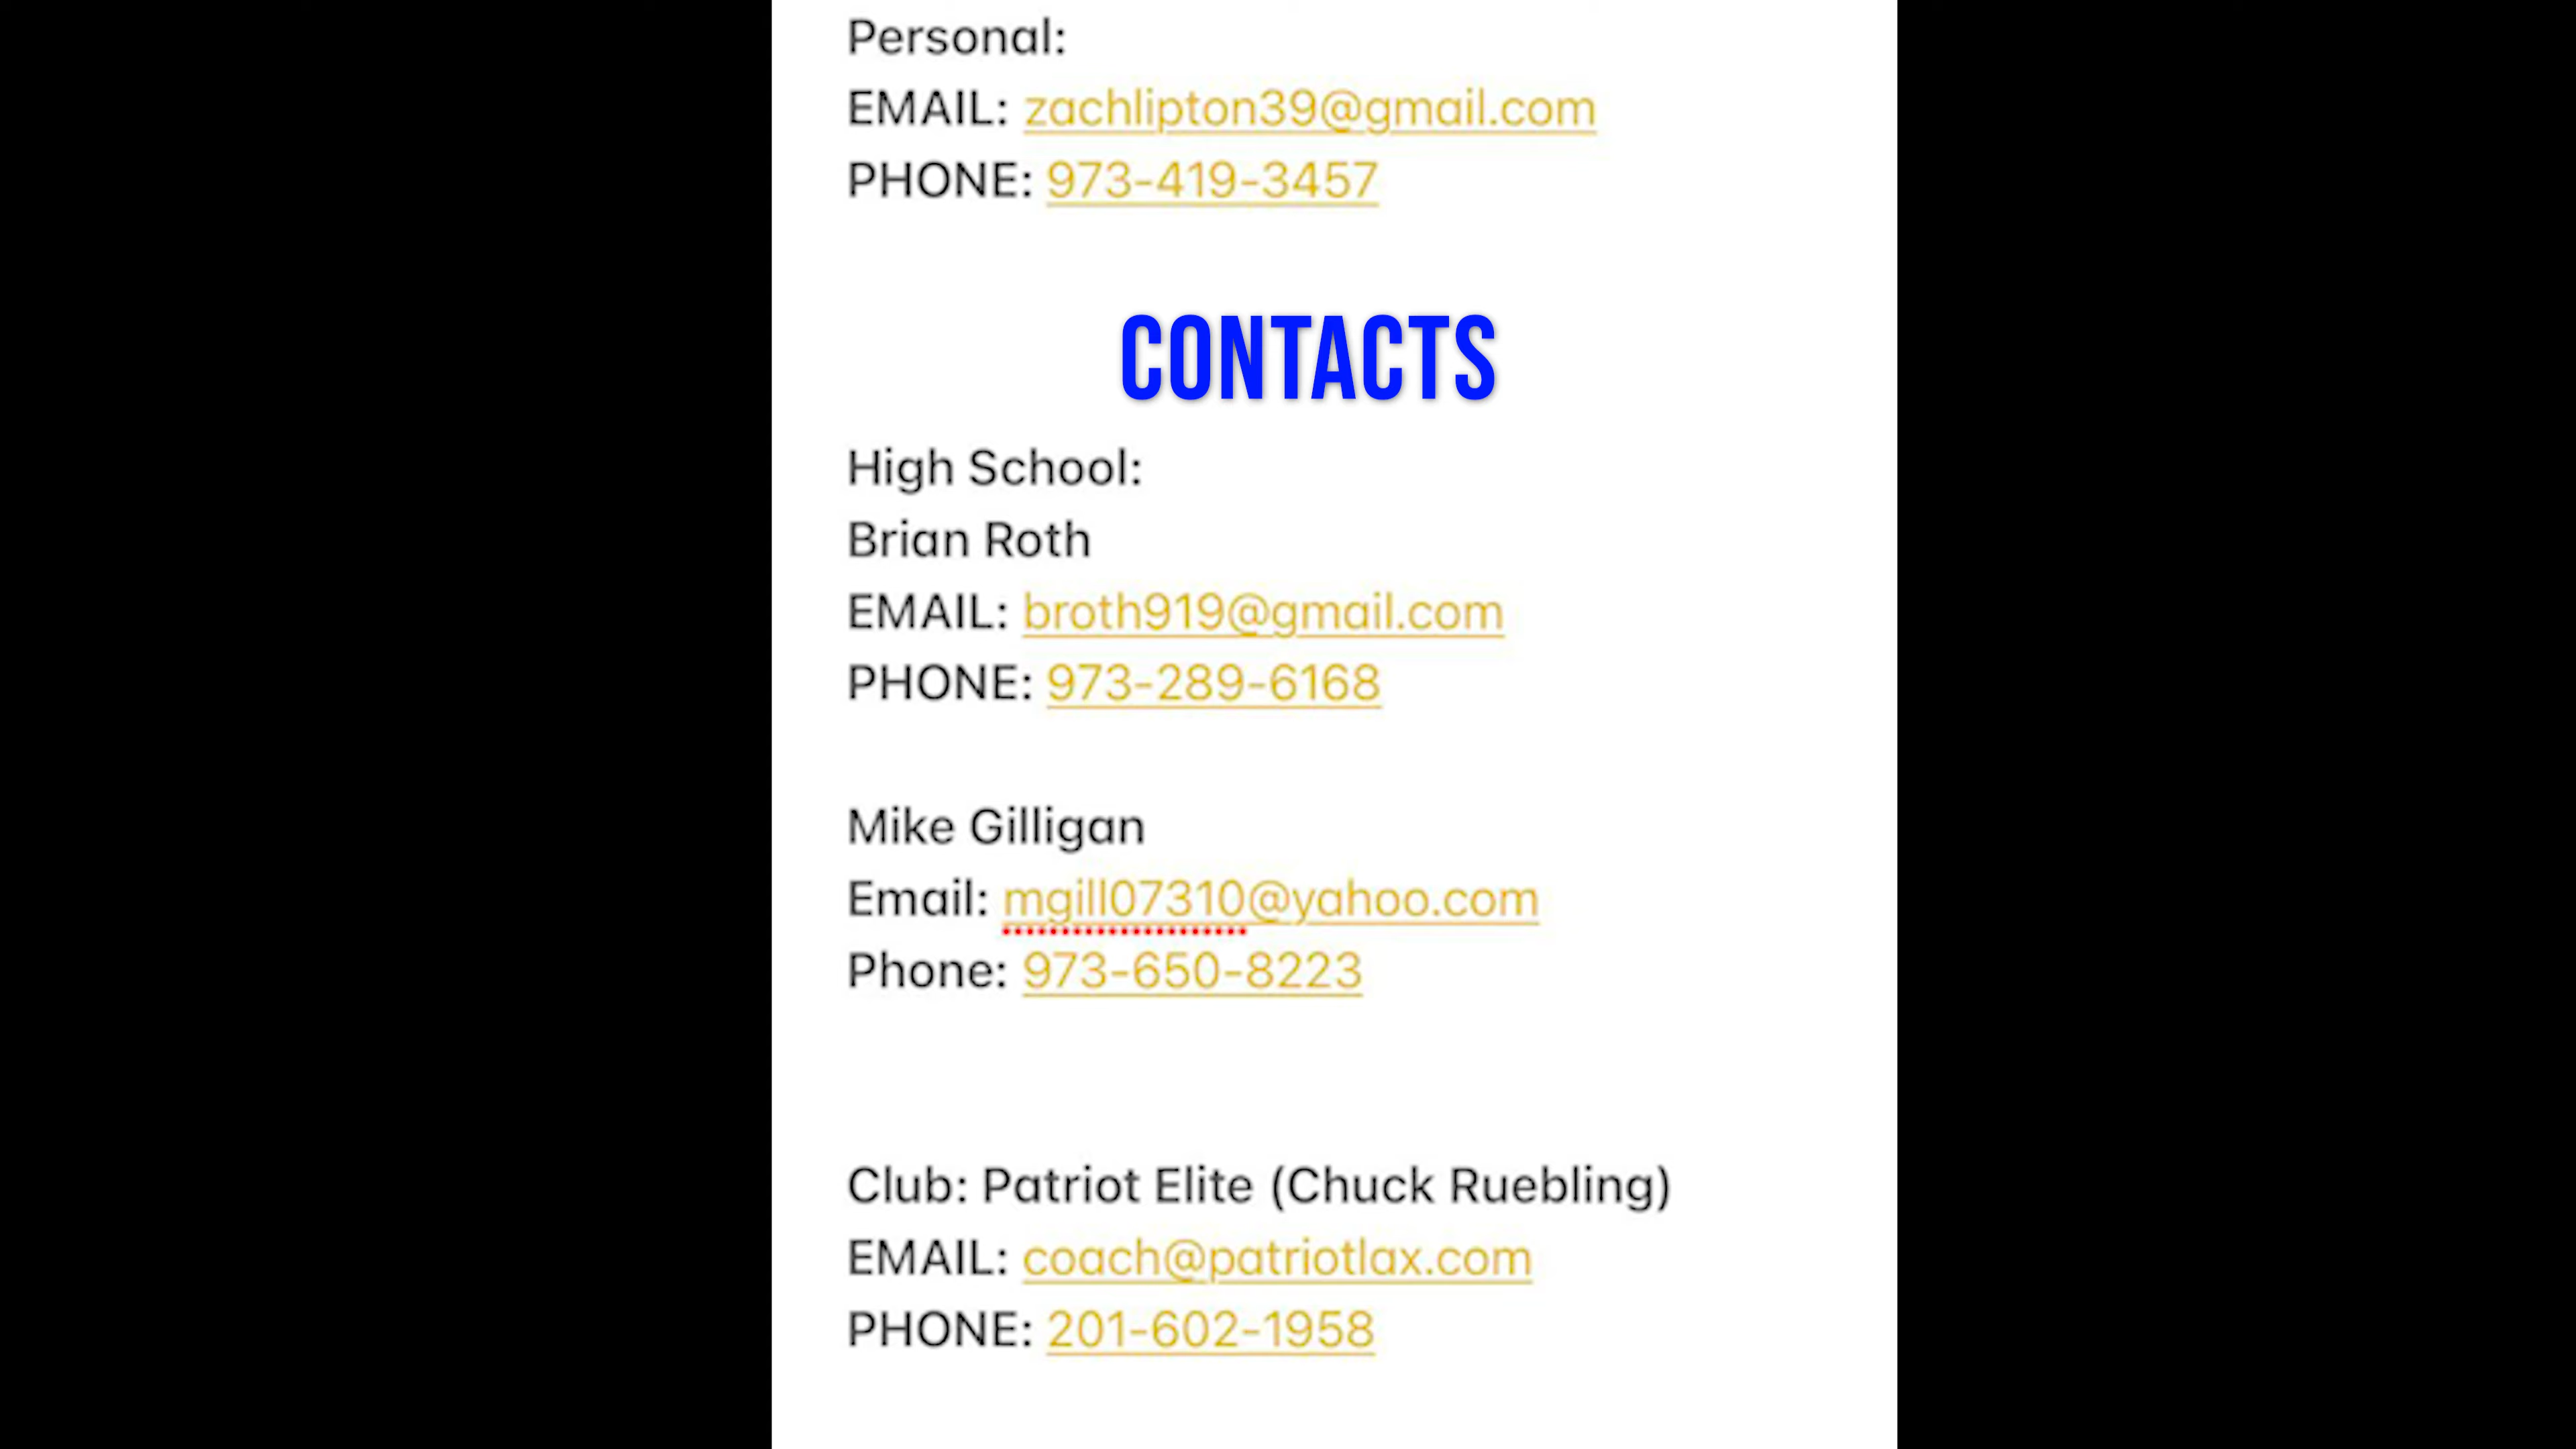 Personal:
EMAIL: zachlipton39@gmail.com
PHONE: 973-419-3457
CONTACTS
High School:
Brian Roth
EMAIL: broth919@gmail.com
PHONE: 973-289-6168
Mike Gilligan
Email: mgill07310@yahoo.com
Phone: 973-650-8223
Club: Patriot Elite (Chuck Ruebling)
EMAIL: coach@patriotlax.com
PHONE: 201-602-1958